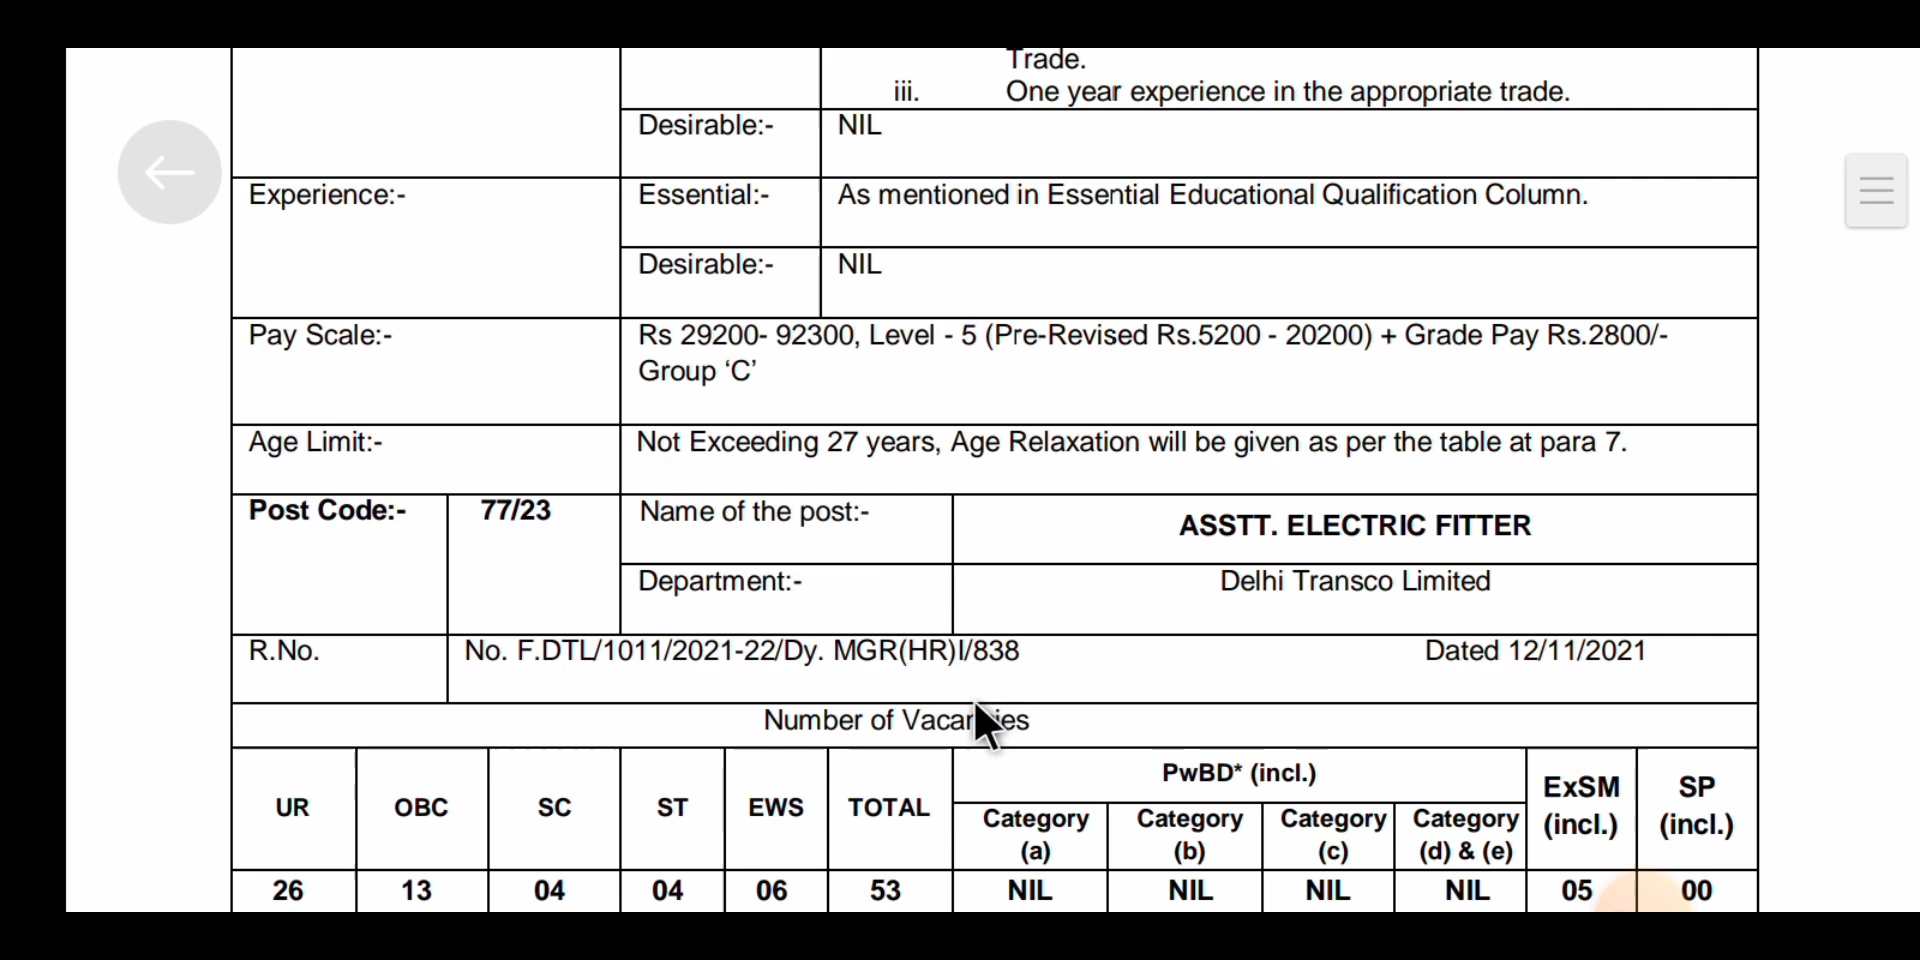 Trade.
iii. One year experience in the appropriate trade.
Desirable:- NIL
Experience:- Essential:- As mentioned in Essential Educational Qualification Column.
Desirable:- NIL
Pay Scale:- Rs 29200- 92300, Level - 5 (Pre-Revised Rs.5200 - 20200) + Grade Pay Rs.2800/-
Group ‘C’
Age Limit:- Not Exceeding 27 years, Age Relaxation will be given as per the table at para 7.
Post Code:- 77/23 Name of the post:- ASSTT. ELECTRIC FITTER
Department:- Delhi Transco Limited
R.No. No. F.DTL/1011/2021-22/Dy. MGR(HR)I/838 Dated 12/11/2021
Number of Vacancies
UR OBC SC ST EWS TOTAL PwBD* (incl.) ExSM (incl.) SP (incl.)
Category (a) Category (b) Category (c) Category (d) & (e)
26 13 04 04 06 53 NIL NIL NIL NIL 05 00